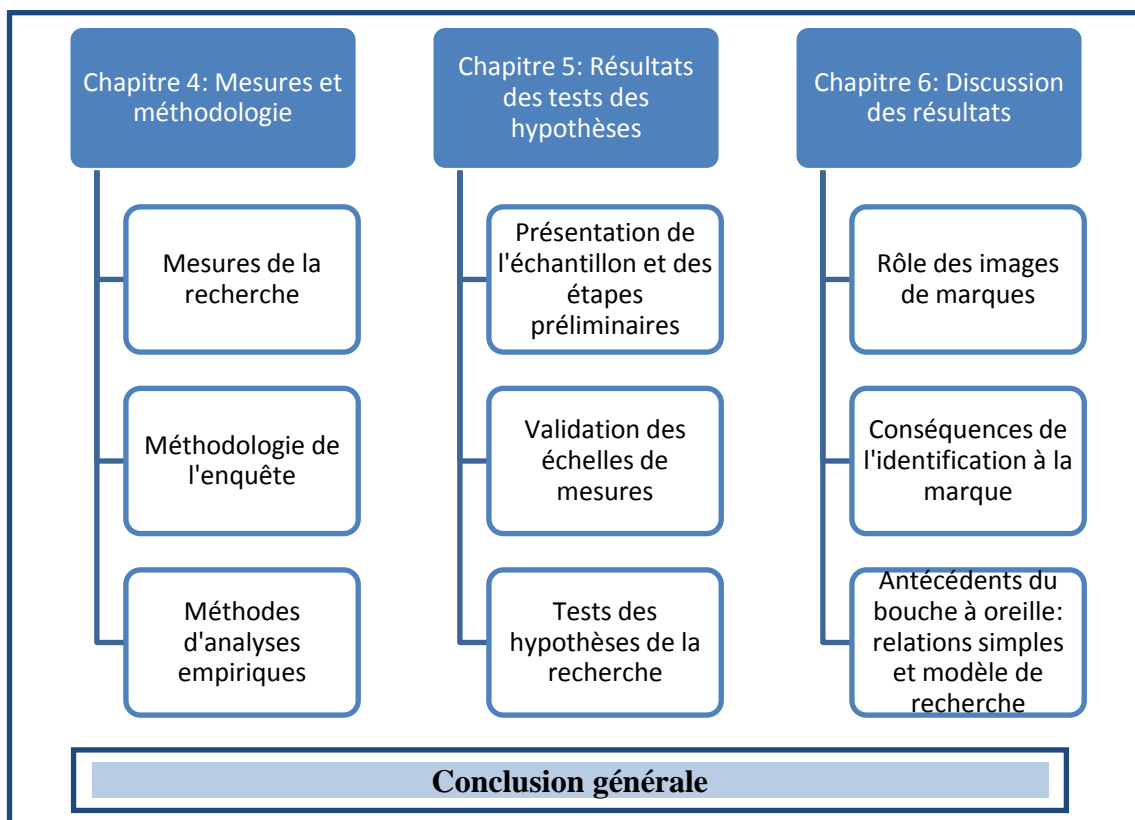 Chapitre 4: Mesures et
méthodologie
Mesures de la
recherche
Méthodologie de
l'enquête
Méthodes
d'analyses
empiriques
Chapitre 5: Résultats
des tests des
hypothèses
Présentation de
l'échantillon et des
étapes
préliminaires
Validation des
échelles de
mesures
Tests des
hypothèses de la
recherche
Chapitre 6: Discussion
des résultats
Rôle des images
de marques
Conséquences de
l'identification à la
marque
Antécédents du
bouche à oreille:
relations simples
et modèle de
recherche
Conclusion générale